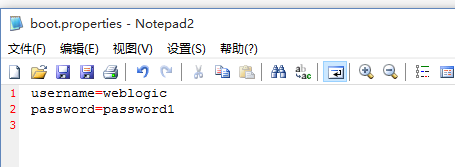 boot.properties - Notepad2
文件(F) 编辑(E) 视图(V) 设置(S) 帮助(?)
1 username=weblogic
2 password=password1
3